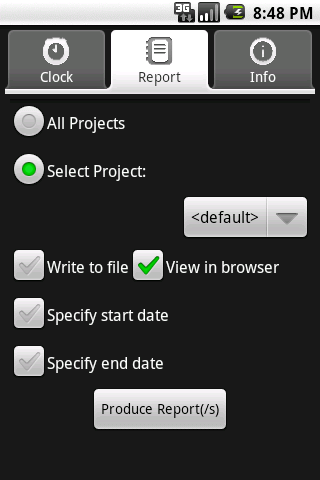 3G 8:48 PM
Clock Report Info
All Projects
Select Project:
<default>
Write to file View in browser
Specify start date
Specify end date
Produce Report(/s)